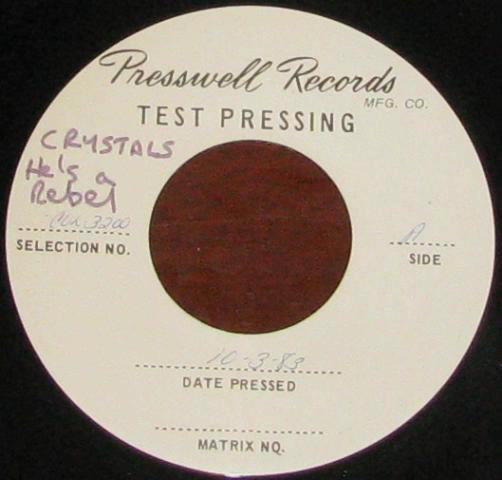 Presswell Records
MFG. CO.
TEST PRESSING
CRYSTALS
He's a
Rebel
3200
SELECTION NO.
A
SIDE
10-3-83
DATE PRESSED
MATRIX NO.